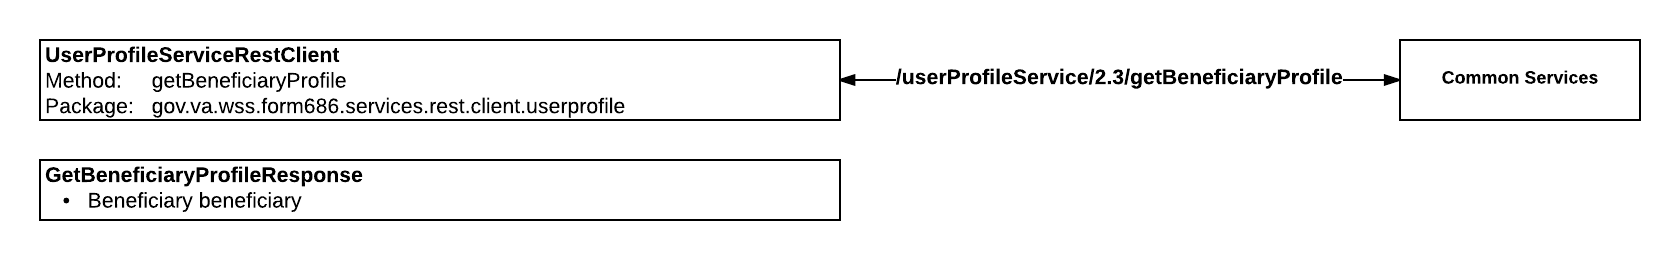 UserProfileServiceRestClient
Method: getBeneficiaryProfile
Package: gov.va.wss.form686.services.rest.client.userprofile
/userProfileService/2.3/getBeneficiaryProfile
Common Services
GetBeneficiaryProfileResponse
• Beneficiary beneficiary